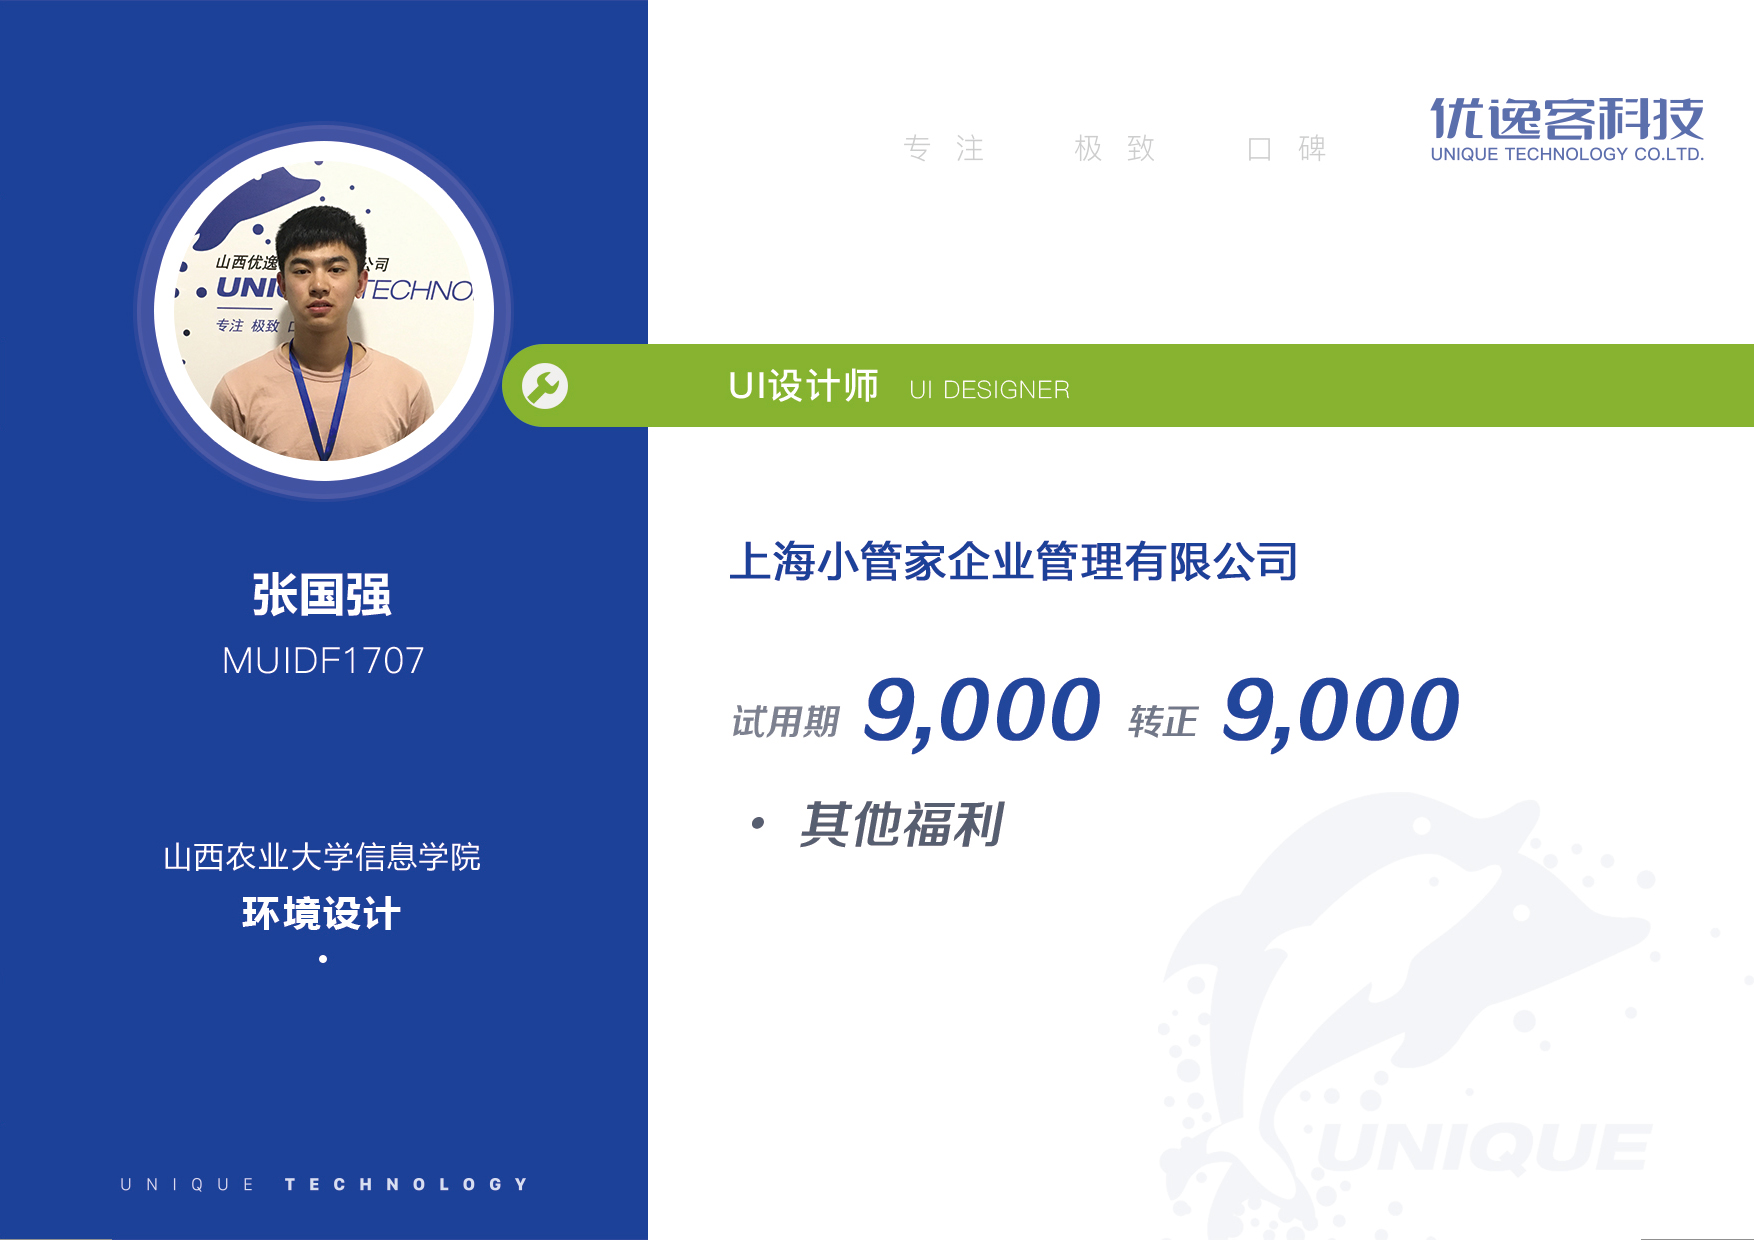 优逸客科技
UNIQUE TECHNOLOGY CO.LTD.
专注 极致 口碑
山西优逸 公司
UNI TECHNO
专注 极致
UI设计师 UI DESIGNER
张国强
MUIDF1707
山西农业大学信息学院
环境设计
UNIQUE TECHNOLOGY
上海小管家企业管理有限公司
试用期 9,000 转正 9,000
• 其他福利
UNIQUE